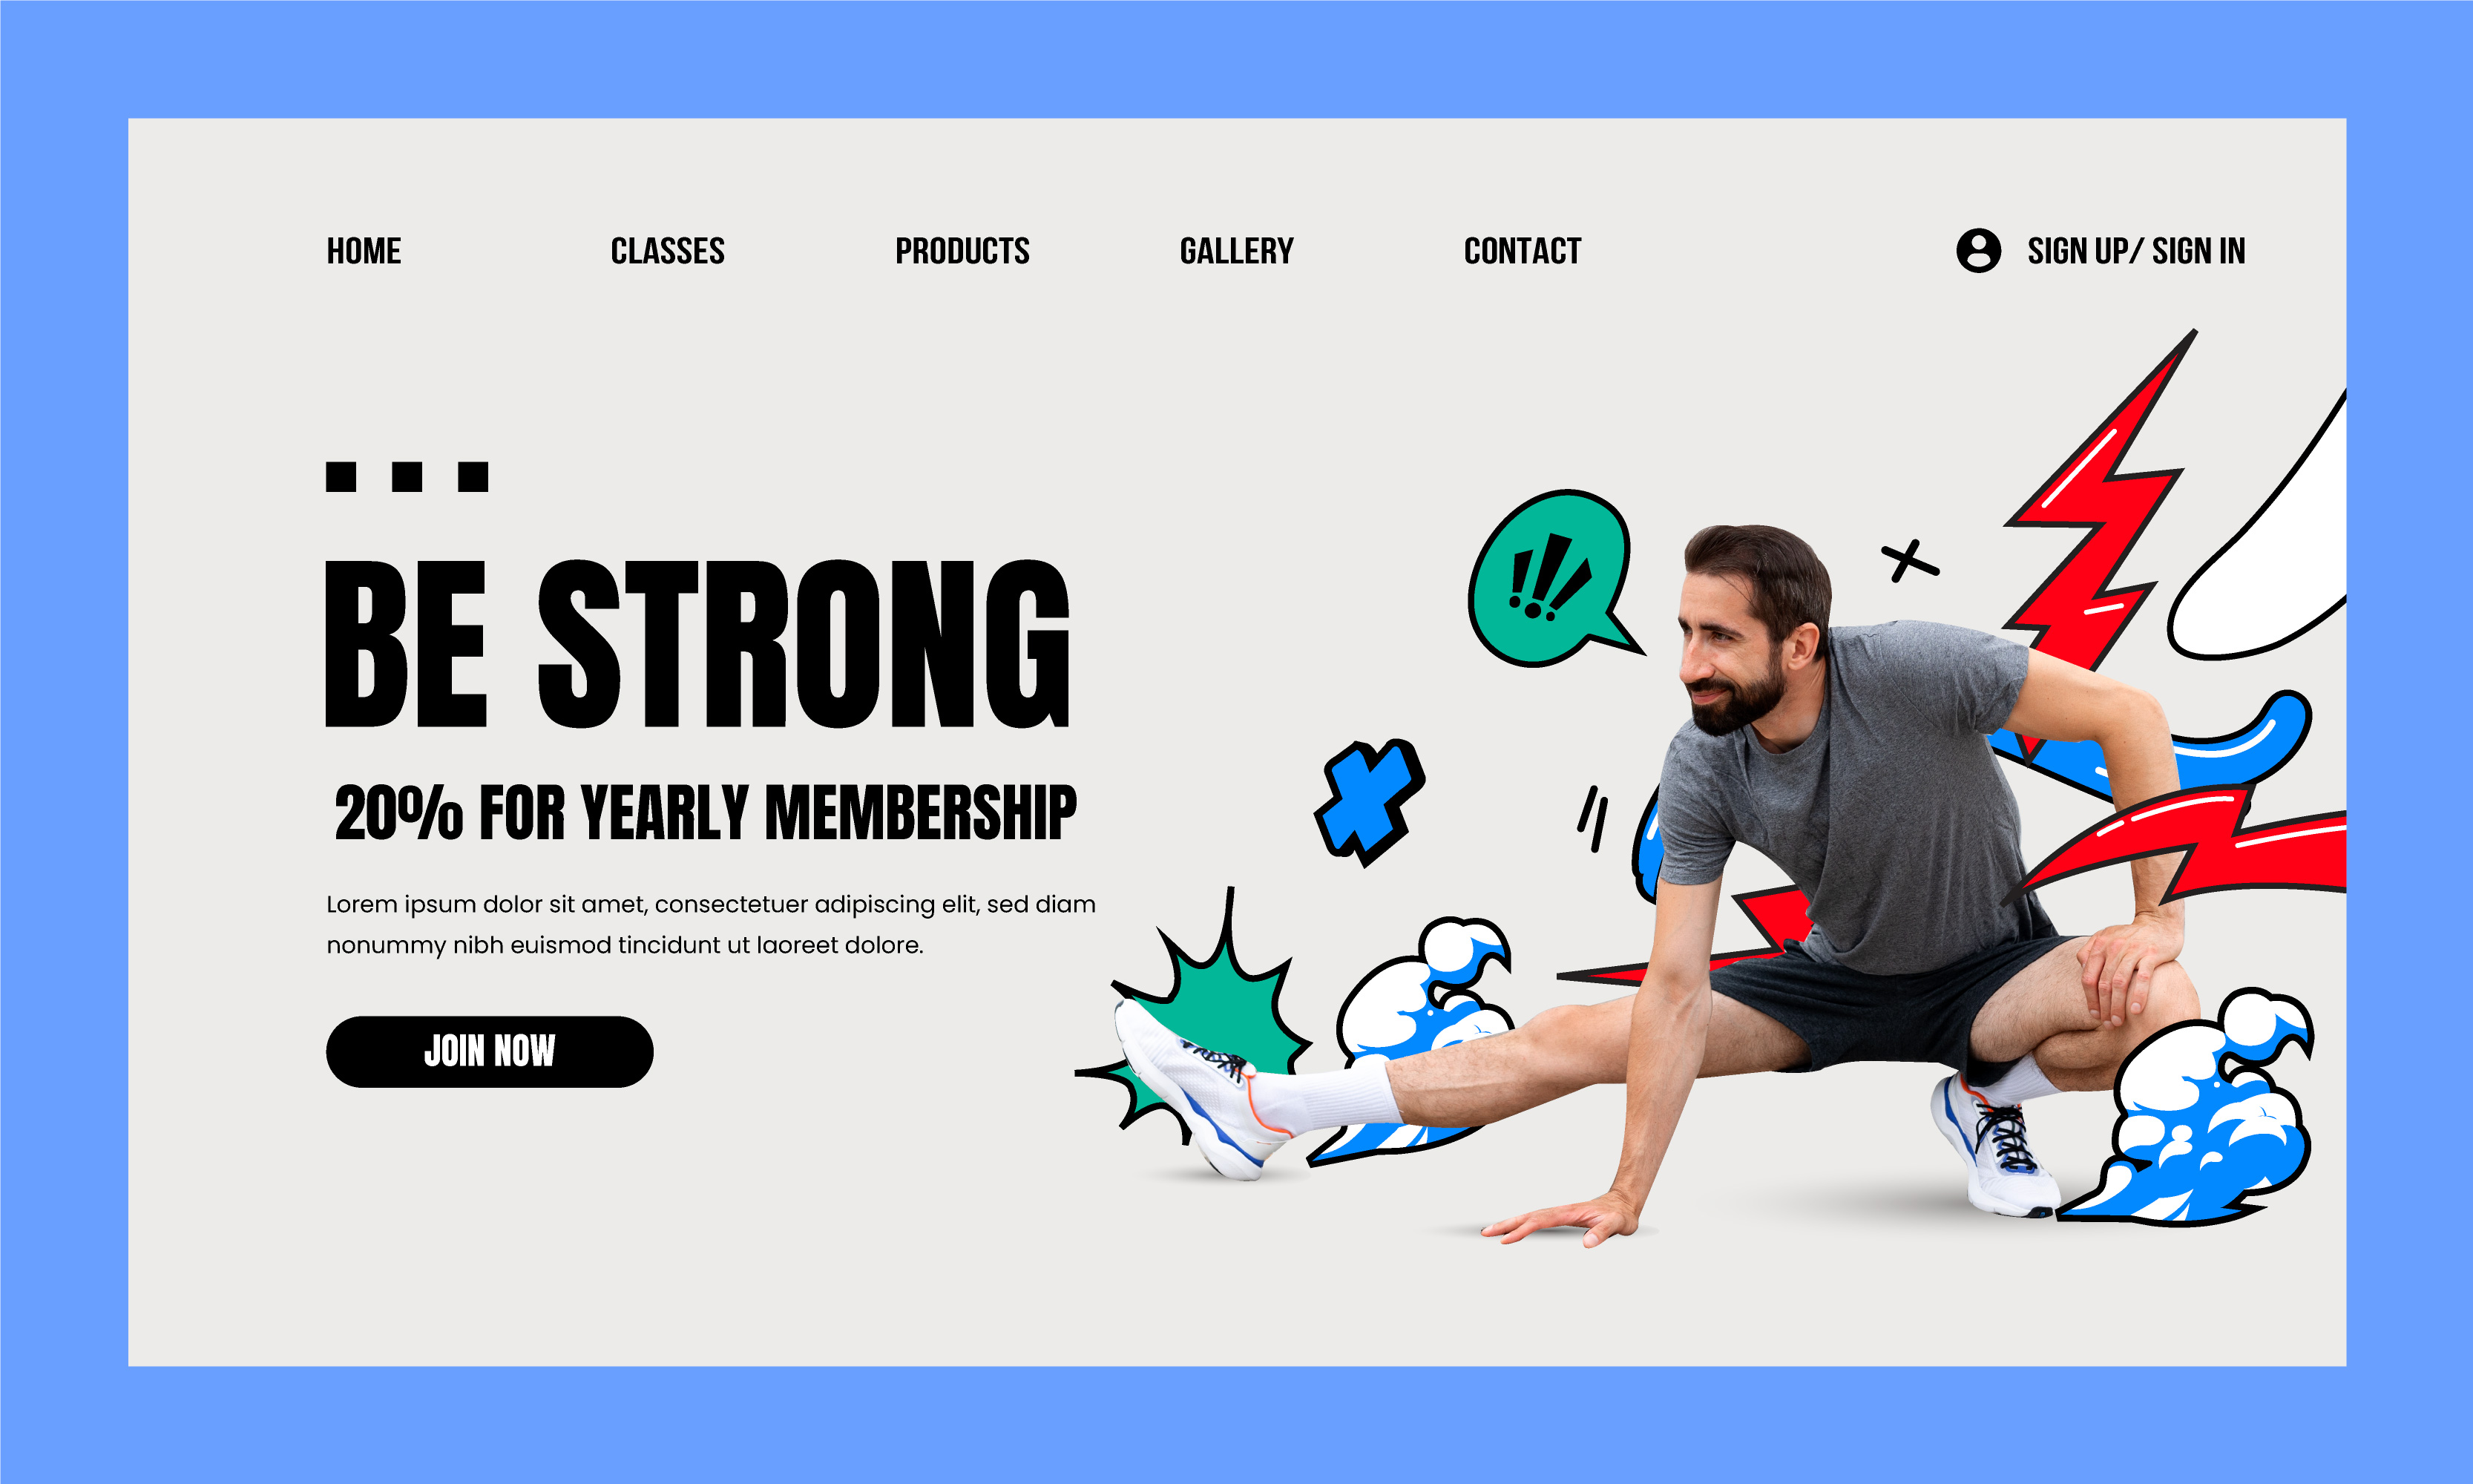 HOME CLASSES PRODUCTS GALLERY CONTACT SIGN UP/ SIGN IN
BE STRONG
20% FOR YEARLY MEMBERSHIP
Lorem ipsum dolor sit amet, consectetuer adipiscing elit, sed diam
nonummy nibh euismod tincidunt ut laoreet dolore.
JOIN NOW
!!!